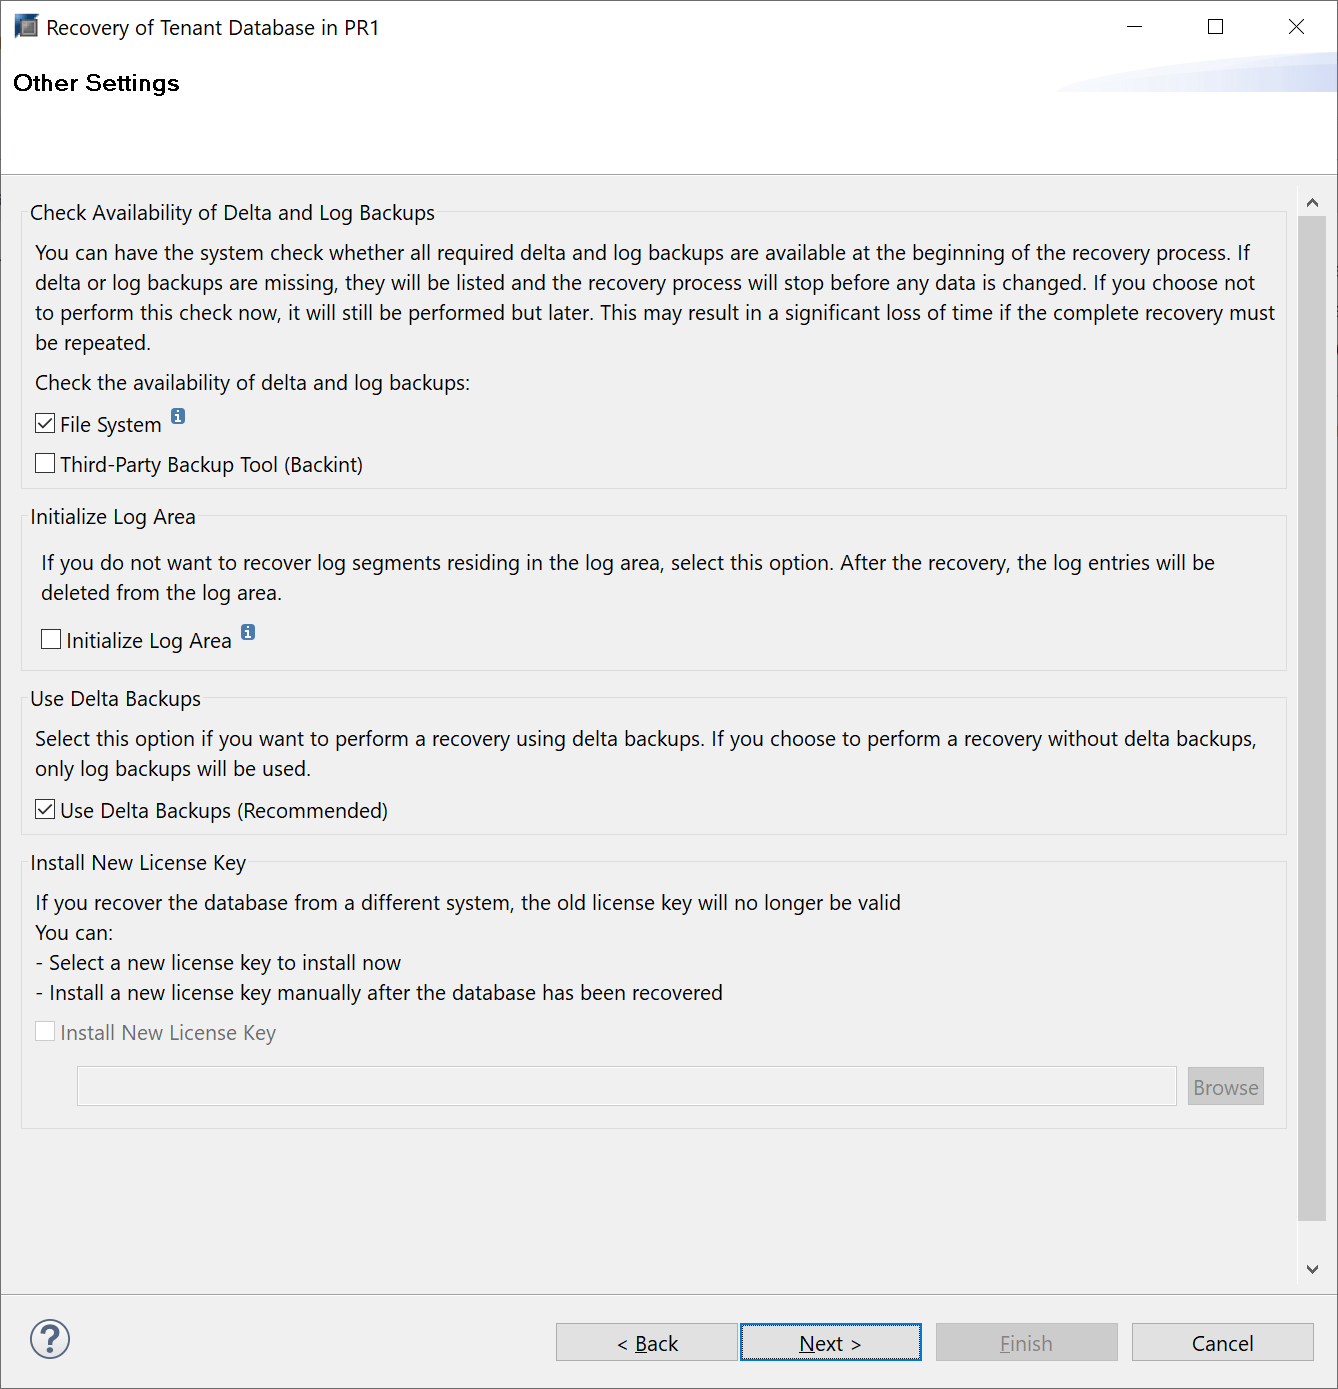 Recovery of Tenant Database in PR1
Other Settings
Check Availability of Delta and Log Backups
You can have the system check whether all required delta and log backups are available at the beginning of the recovery process. If
delta or log backups are missing, they will be listed and the recovery process will stop before any data is changed. If you choose not
to perform this check now, it will still be performed but later. This may result in a significant loss of time if the complete recovery must
be repeated.
Check the availability of delta and log backups:
File System
Third-Party Backup Tool (Backint)
Initialize Log Area
If you do not want to recover log segments residing in the log area, select this option. After the recovery, the log entries will be
deleted from the log area.
Initialize Log Area
Use Delta Backups
Select this option if you want to perform a recovery using delta backups. If you choose to perform a recovery without delta backups,
only log backups will be used.
Use Delta Backups (Recommended)
Install New License Key
If you recover the database from a different system, the old license key will no longer be valid
You can:
- Select a new license key to install now
- Install a new license key manually after the database has been recovered
Install New License Key
Browse
< Back Next > Finish Cancel